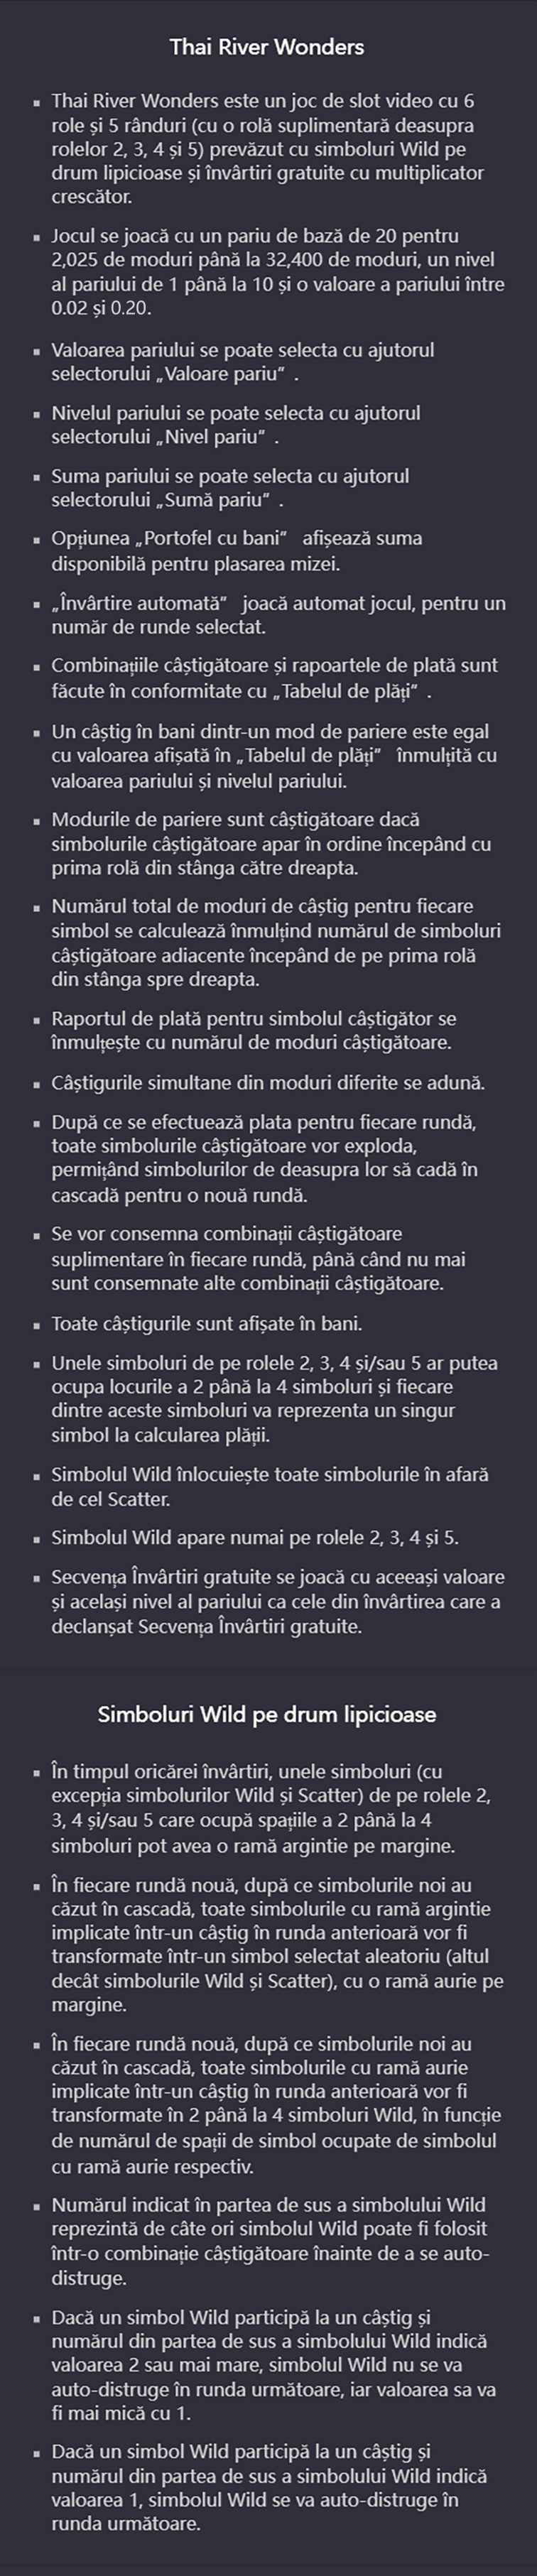 Thai River Wonders
▪ Thai River Wonders este un joc de slot video cu 6
role și 5 rânduri (cu o rolă suplimentară deasupra
rolelor 2, 3, 4 și 5) prevăzut cu simboluri Wild pe
drum lipicioase și învârtiri gratuite cu multiplicator
crescător.
▪ Jocul se joacă cu un pariu de bază de 20 pentru
2,025 de moduri până la 32,400 de moduri, un nivel
al pariului de 1 până la 10 și o valoare a pariului între
0.02 și 0.20.
▪ Valoarea pariului se poate selecta cu ajutorul
selectorului „Valoare pariu” .
▪ Nivelul pariului se poate selecta cu ajutorul
selectorului „Nivel pariu” .
▪ Suma pariului se poate selecta cu ajutorul
selectorului „Sumă pariu” .
▪ Opțiunea „Portofel cu bani” afișează suma
disponibilă pentru plasarea mizei.
▪ „Învârtire automată” joacă automat jocul, pentru un
număr de runde selectat.
▪ Combinațiile câștigătoare și rapoartele de plată sunt
făcute în conformitate cu „Tabelul de plăți” .
▪ Un câștig în bani dintr-un mod de pariere este egal
cu valoarea afișată în „Tabelul de plăți” înmulțită cu
valoarea pariului și nivelul pariului.
▪ Modurile de pariere sunt câștigătoare dacă
simbolurile câștigătoare apar în ordine începând cu
prima rolă din stânga către dreapta.
▪ Numărul total de moduri de câștig pentru fiecare
simbol se calculează înmulțind numărul de simboluri
câștigătoare adiacente începând de pe prima rolă
din stânga spre dreapta.
▪ Raportul de plată pentru simbolul câștigător se
înmulțește cu numărul de moduri câștigătoare.
▪ Câștigurile simultane din moduri diferite se adună.
▪ După ce se efectuează plata pentru fiecare rundă,
toate simbolurile câștigătoare vor exploda,
permițând simbolurilor de deasupra lor să cadă în
cascadă pentru o nouă rundă.
▪ Se vor consemna combinații câștigătoare
suplimentare în fiecare rundă, până când nu mai
sunt consemnate alte combinații câștigătoare.
▪ Toate câștigurile sunt afișate în bani.
▪ Unele simboluri de pe rolele 2, 3, 4 și/sau 5 ar putea
ocupa locurile a 2 până la 4 simboluri și fiecare
dintre aceste simboluri va reprezenta un singur
simbol la calcularea plății.
▪ Simbolul Wild înlocuiește toate simbolurile în afară
de cel Scatter.
▪ Simbolul Wild apare numai pe rolele 2, 3, 4 și 5.
▪ Secvența Învârtiri gratuite se joacă cu aceeași valoare
și același nivel al pariului ca cele din învârtirea care a
declanșat Secvența Învârtiri gratuite.
Simboluri Wild pe drum lipicioase
▪ În timpul oricărei învârtiri, unele simboluri (cu
excepția simbolurilor Wild și Scatter) de pe rolele 2,
3, 4 și/sau 5 care ocupă spațiile a 2 până la 4
simboluri pot avea o ramă argintie pe margine.
▪ În fiecare rundă nouă, după ce simbolurile noi au
căzut în cascadă, toate simbolurile cu ramă argintie
implicate într-un câștig în runda anterioară vor fi
transformate într-un simbol selectat aleatoriu (altul
decât simbolurile Wild și Scatter), cu o ramă aurie pe
margine.
▪ În fiecare rundă nouă, după ce simbolurile noi au
căzut în cascadă, toate simbolurile cu ramă aurie
implicate într-un câștig în runda anterioară vor fi
transformate în 2 până la 4 simboluri Wild, în funcție
de numărul de spații de simbol ocupate de simbolul
cu ramă aurie respectiv.
▪ Numărul indicat în partea de sus a simbolului Wild
reprezintă de câte ori simbolul Wild poate fi folosit
într-o combinație câștigătoare înainte de a se auto-
distruge.
▪ Dacă un simbol Wild participă la un câștig și
numărul din partea de sus a simbolului Wild indică
valoarea 2 sau mai mare, simbolul Wild nu se va
auto-distruge în runda următoare, iar valoarea sa va
fi mai mică cu 1.
▪ Dacă un simbol Wild participă la un câștig și
numărul din partea de sus a simbolului Wild indică
valoarea 1, simbolul Wild se va auto-distruge în
runda următoare.